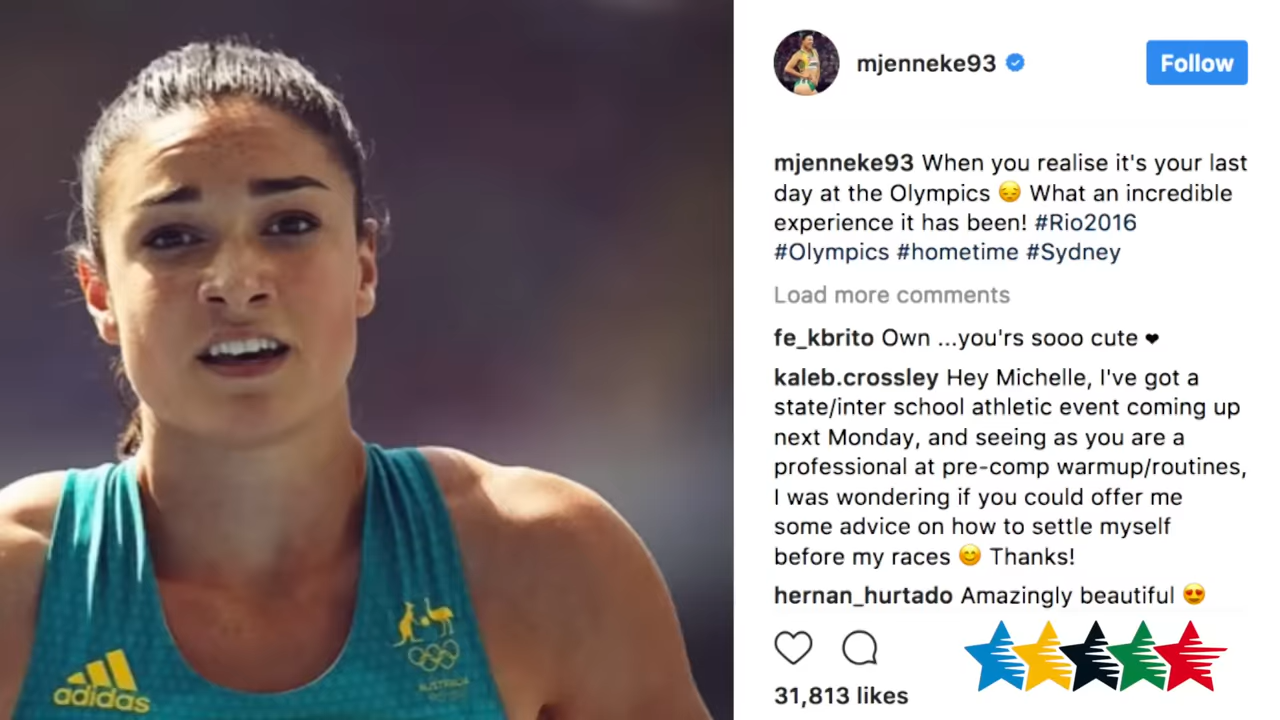 mjenneke93
Follow
mjenneke93 When you realise it's your last
day at the Olympics 😔 What an incredible
experience it has been! #Rio2016
#Olympics #hometime #Sydney
Load more comments
fe_kbrito Own ...you'rs sooo cute ❤
kaleb.crossley Hey Michelle, I've got a
state/inter school athletic event coming up
next Monday, and seeing as you are a
professional at pre-comp warmup/routines,
I was wondering if you could offer me
some advice on how to settle myself
before my races 😊 Thanks!
hernan_hurtado Amazingly beautiful 😍
31,813 likes
adidas
AUSTRALIA